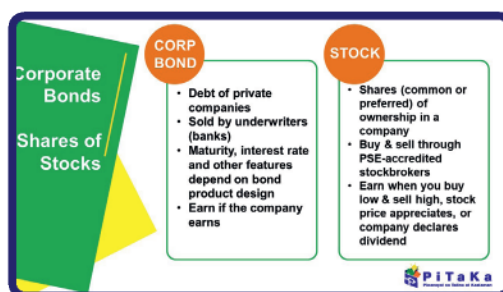 Corporate
Bonds
Shares of
Stocks
CORP
BOND
• Debt of private
companies
• Sold by underwriters
(banks)
• Maturity, interest rate
and other features
depend on bond
product design
• Earn if the company
earns
STOCK
• Shares (common or
preferred) of
ownership in a
company
• Buy & sell through
PSE-accredited
stockbrokers
• Earn when you buy
low & sell high, stock
price appreciates, or
company declares
dividend
PiTaKa